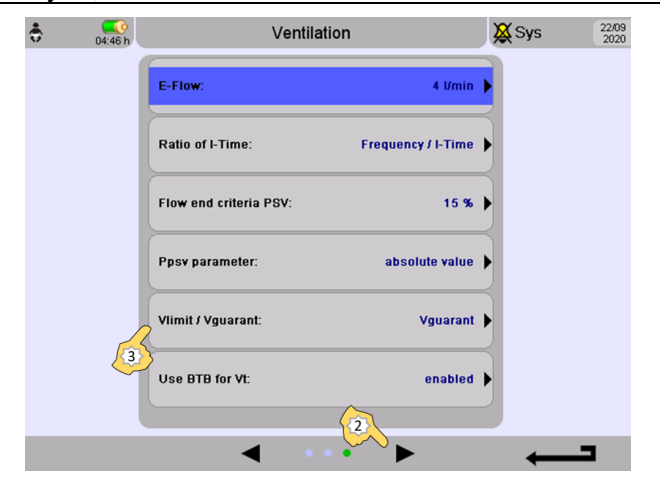 04:46 h
Ventilation
Sys
22/09
2020
E-Flow: 4 l/min
Ratio of I-Time: Frequency / I-Time
Flow end criteria PSV: 15 %
Ppsv parameter: absolute value
Vlimit / Vguarant: Vguarant
3
Use BTB for Vt: enabled
2